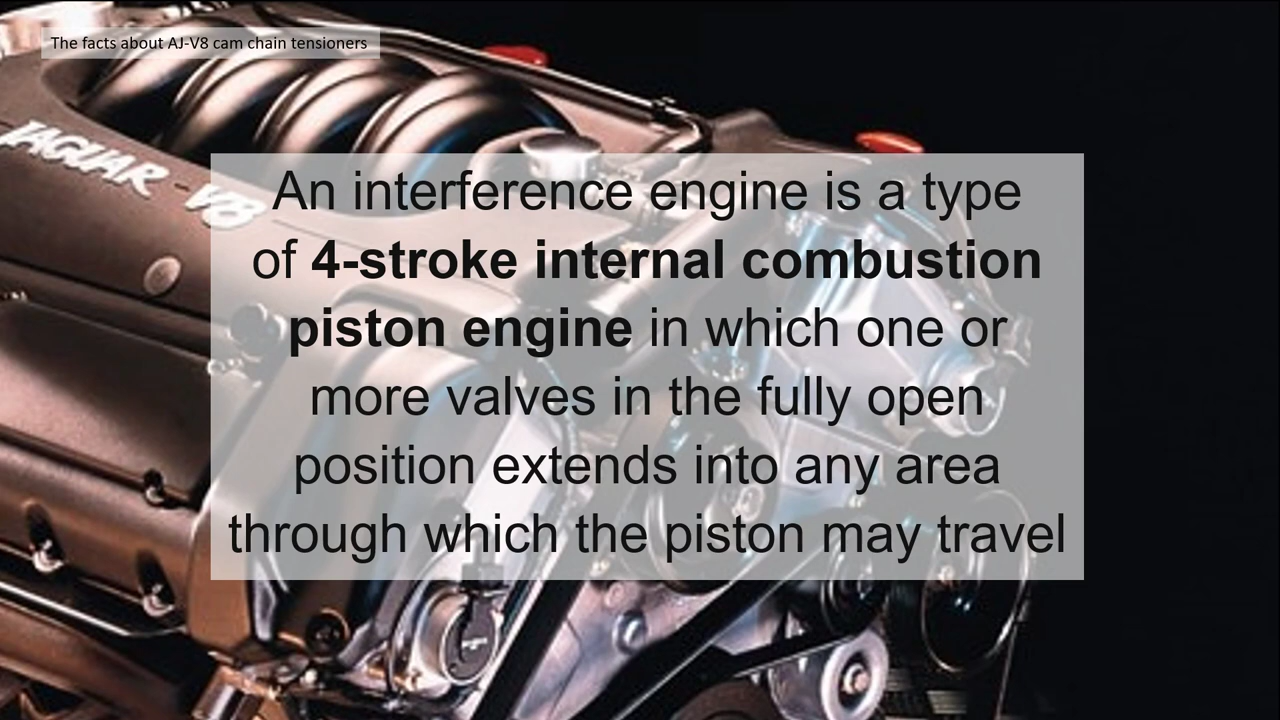 The facts about AJ-V8 cam chain tensioners
JAGUAR V8
An interference engine is a type
of 4-stroke internal combustion
piston engine in which one or
more valves in the fully open
position extends into any area
through which the piston may travel